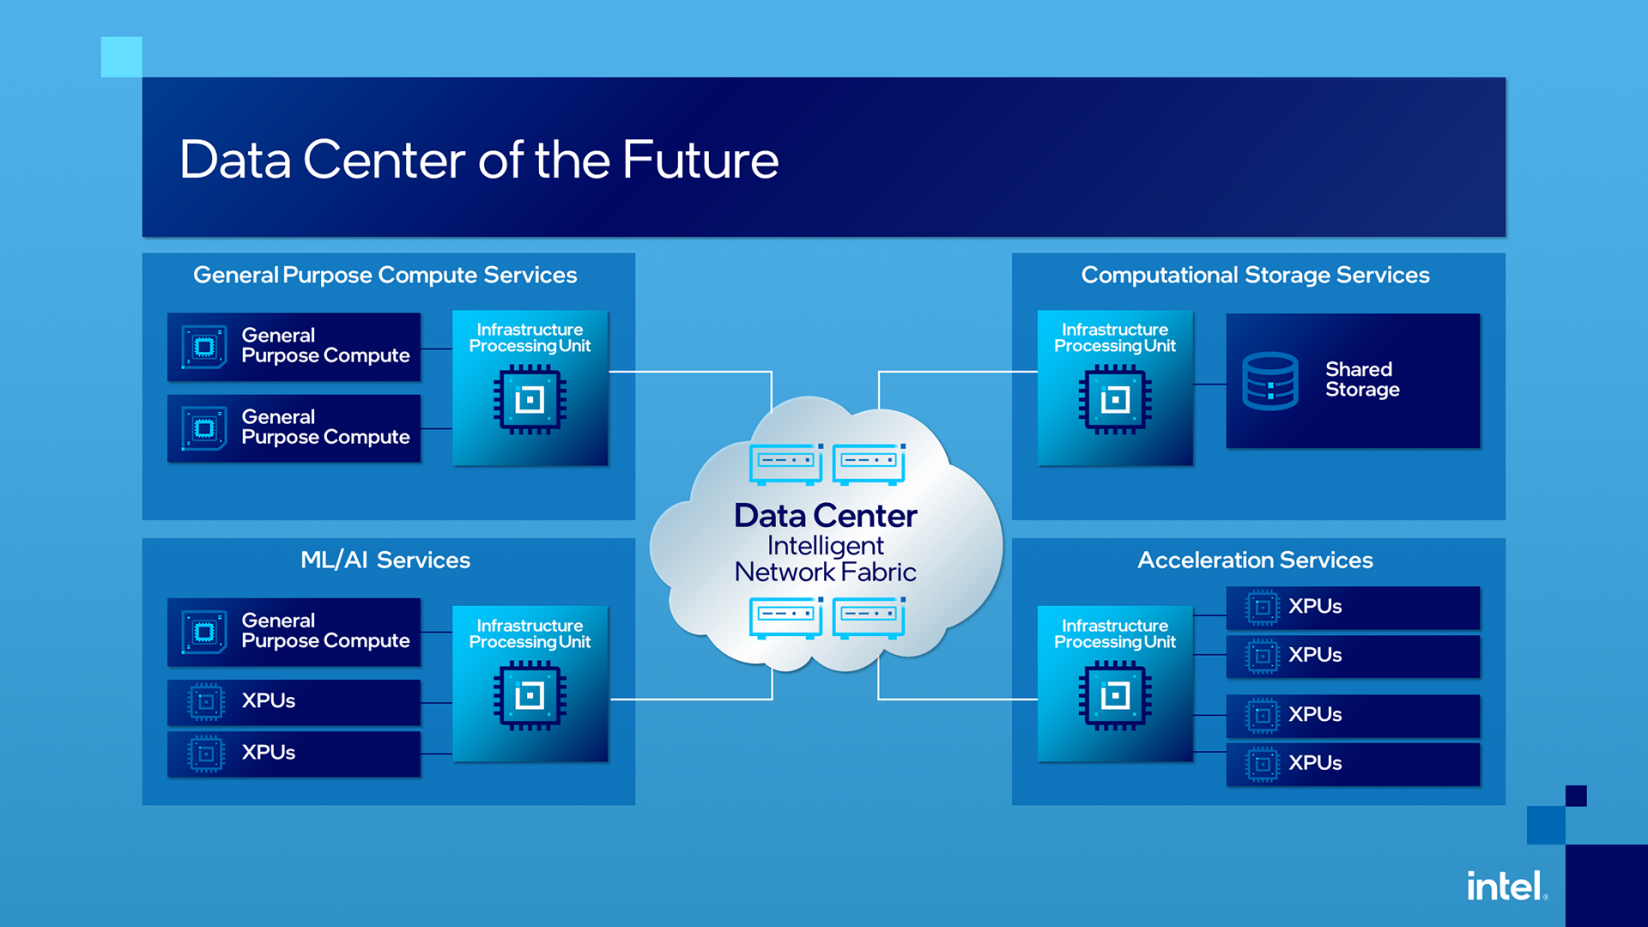 Data Center of the Future
General Purpose Compute Services
General
Purpose Compute
General
Purpose Compute
Infrastructure
Processing Unit
Computational Storage Services
Infrastructure
Processing Unit
Shared
Storage
Data Center
Intelligent
Network Fabric
ML/AI Services
General
Purpose Compute
XPUs
XPUs
Infrastructure
Processing Unit
Acceleration Services
Infrastructure
Processing Unit
XPUs
XPUs
XPUs
XPUs
intel®